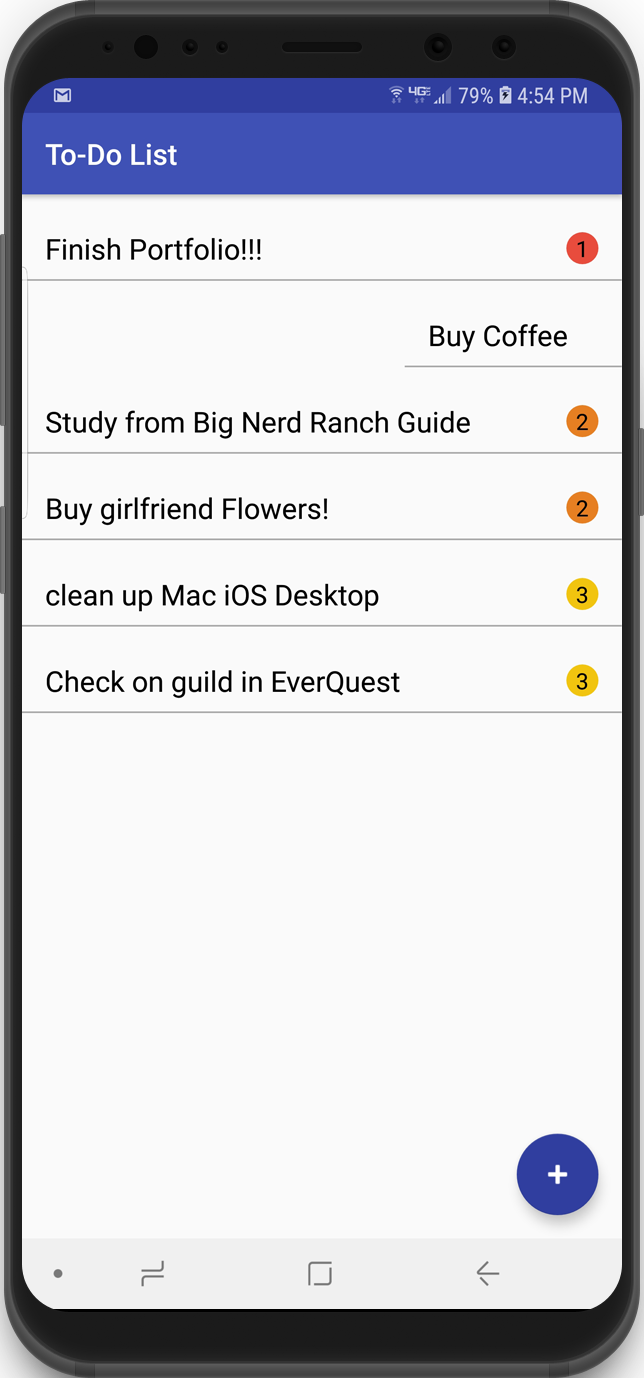 4G 79% 4:54 PM
To-Do List
Finish Portfolio!!! 1
Buy Coffee
Study from Big Nerd Ranch Guide 2
Buy girlfriend Flowers! 2
clean up Mac iOS Desktop 3
Check on guild in EverQuest 3
+